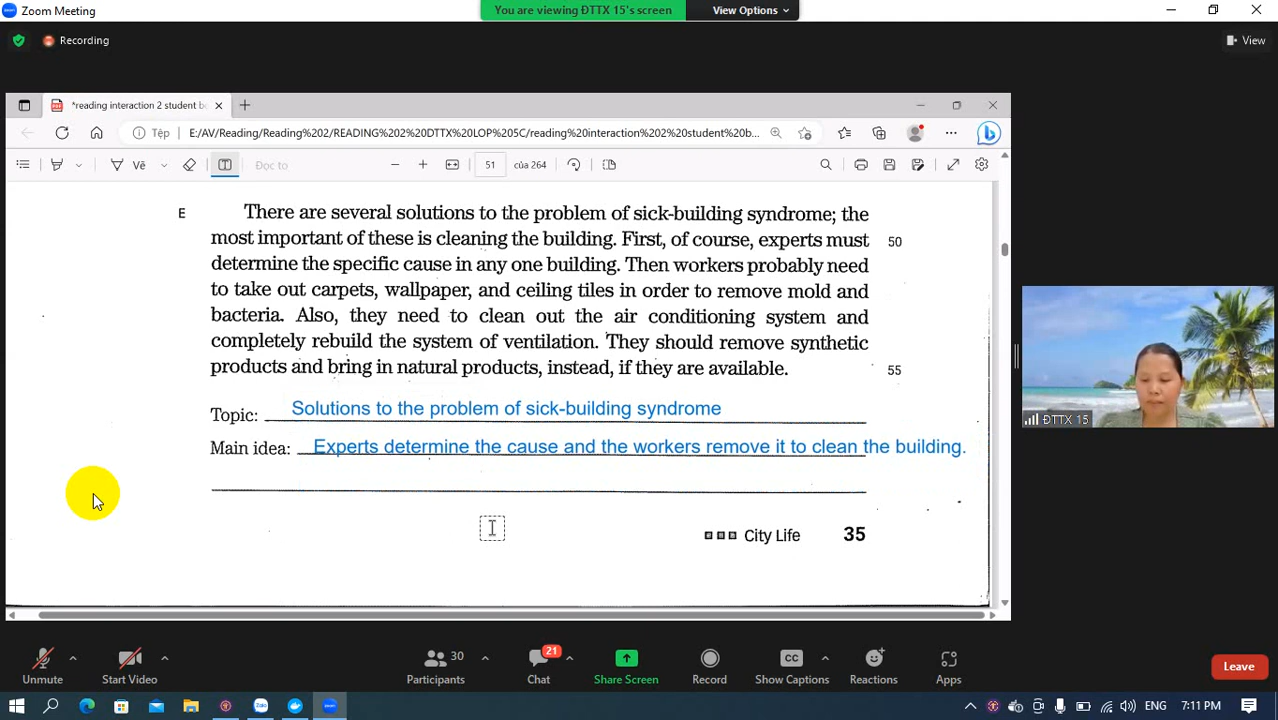 Zoom Meeting
You are viewing ĐTTX 15's screen
View Options
Recording
View
*reading interaction 2 student bo
Tệp
E:/AV/Reading/Reading%202/READING%202%20DTTX%20LOP%205C/reading%20interaction%202%20student%20b...
Vẽ
Đọc to
51
của 264
E
There are several solutions to the problem of sick-building syndrome; the
most important of these is cleaning the building. First, of course, experts must 50
determine the specific cause in any one building. Then workers probably need
to take out carpets, wallpaper, and ceiling tiles in order to remove mold and
bacteria. Also, they need to clean out the air conditioning system and
completely rebuild the system of ventilation. They should remove synthetic
products and bring in natural products, instead, if they are available. 55
Topic: Solutions to the problem of sick-building syndrome
Main idea: Experts determine the cause and the workers remove it to clean the building.
City Life 35
ĐTTX 15
Unmute
Start Video
30
Participants
21
Chat
Share Screen
Record
CC
Show Captions
Reactions
Apps
Leave
ENG
7:11 PM